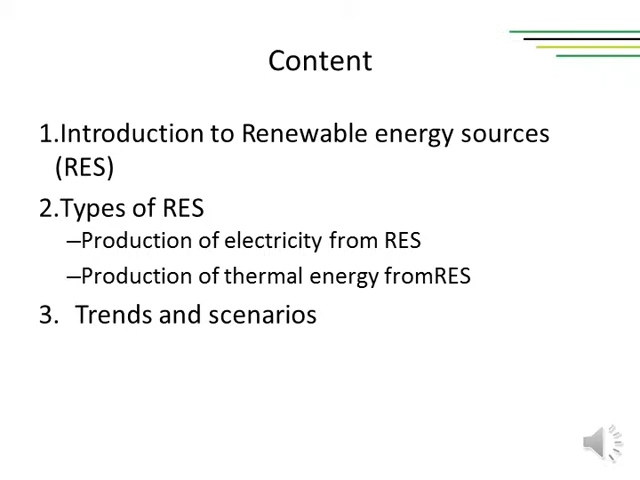 Content
1.Introduction to Renewable energy sources
(RES)
2.Types of RES
–Production of electricity from RES
–Production of thermal energy fromRES
3. Trends and scenarios